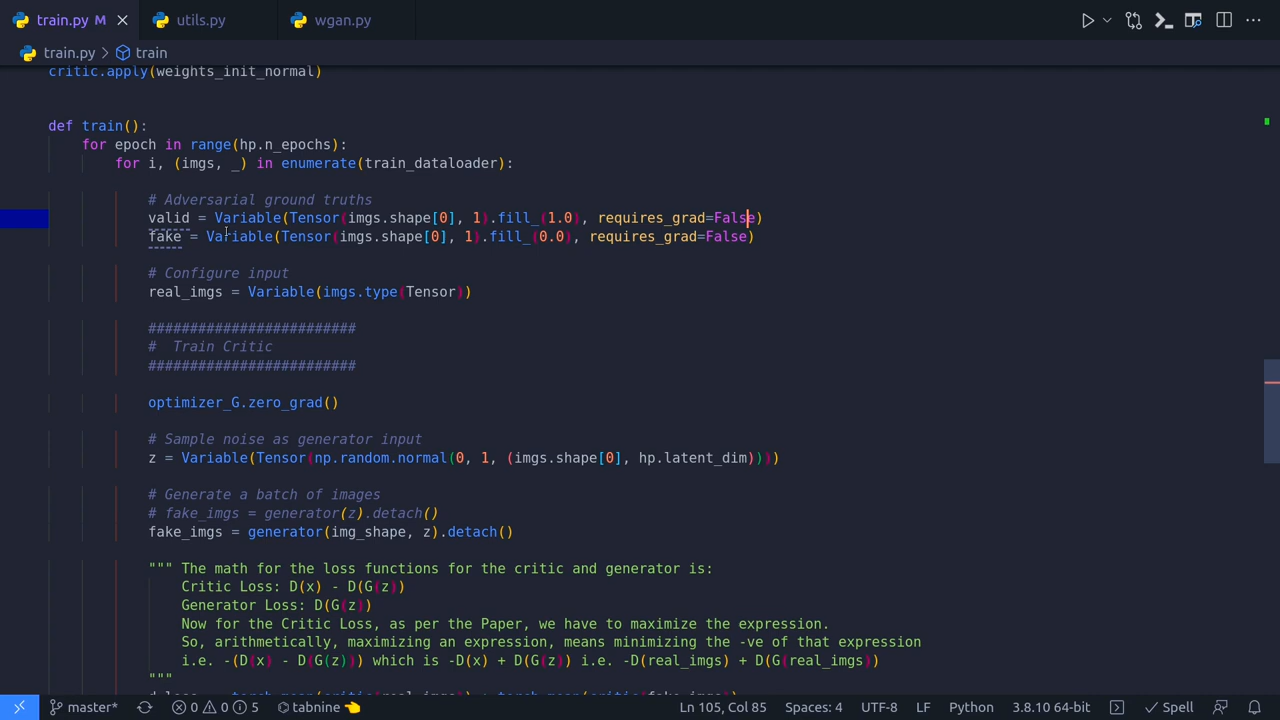 train.py M
utils.py
wgan.py
train.py > train
critic.apply(weights_init_normal)
def train():
for epoch in range(hp.n_epochs):
for i, (imgs, _) in enumerate(train_dataloader):
# Adversarial ground truths
valid = Variable(Tensor(imgs.shape[0], 1).fill_(1.0), requires_grad=False)
fake = Variable(Tensor(imgs.shape[0], 1).fill_(0.0), requires_grad=False)
# Configure input
real_imgs = Variable(imgs.type(Tensor))
#########################
#  Train Critic
#########################
optimizer_G.zero_grad()
# Sample noise as generator input
z = Variable(Tensor(np.random.normal(0, 1, (imgs.shape[0], hp.latent_dim))))
# Generate a batch of images
# fake_imgs = generator(z).detach()
fake_imgs = generator(img_shape, z).detach()
""" The math for the loss functions for the critic and generator is:
Critic Loss: D(x) - D(G(z))
Generator Loss: D(G(z))
Now for the Critic Loss, as per the Paper, we have to maximize the expression.
So, arithmetically, maximizing an expression, means minimizing the -ve of that expression
i.e. -(D(x) - D(G(z))) which is -D(x) + D(G(z)) i.e. -D(real_imgs) + D(G(real_imgs))
"""
master* 0 0 5 tabnine Ln 105, Col 85 Spaces: 4 UTF-8 LF Python 3.8.10 64-bit Spell